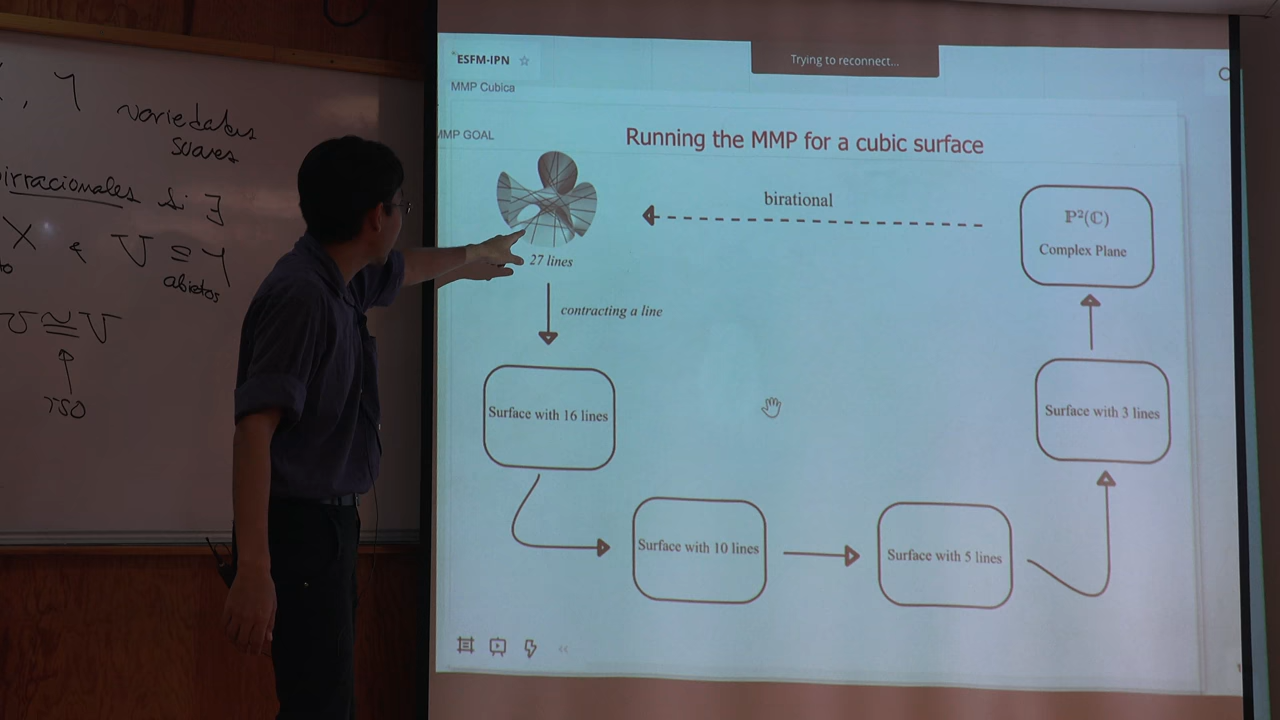 , Y variedades
suaves
birracionales si ∃
X & V ⊆ Y
abiertos
U ≅ V
ISO
ESFM-IPN
Trying to reconnect...
MMP Cubica
MMP GOAL
Running the MMP for a cubic surface
birational
P²(ℂ)
Complex Plane
27 lines
contracting a line
Surface with 16 lines
Surface with 3 lines
Surface with 10 lines
Surface with 5 lines